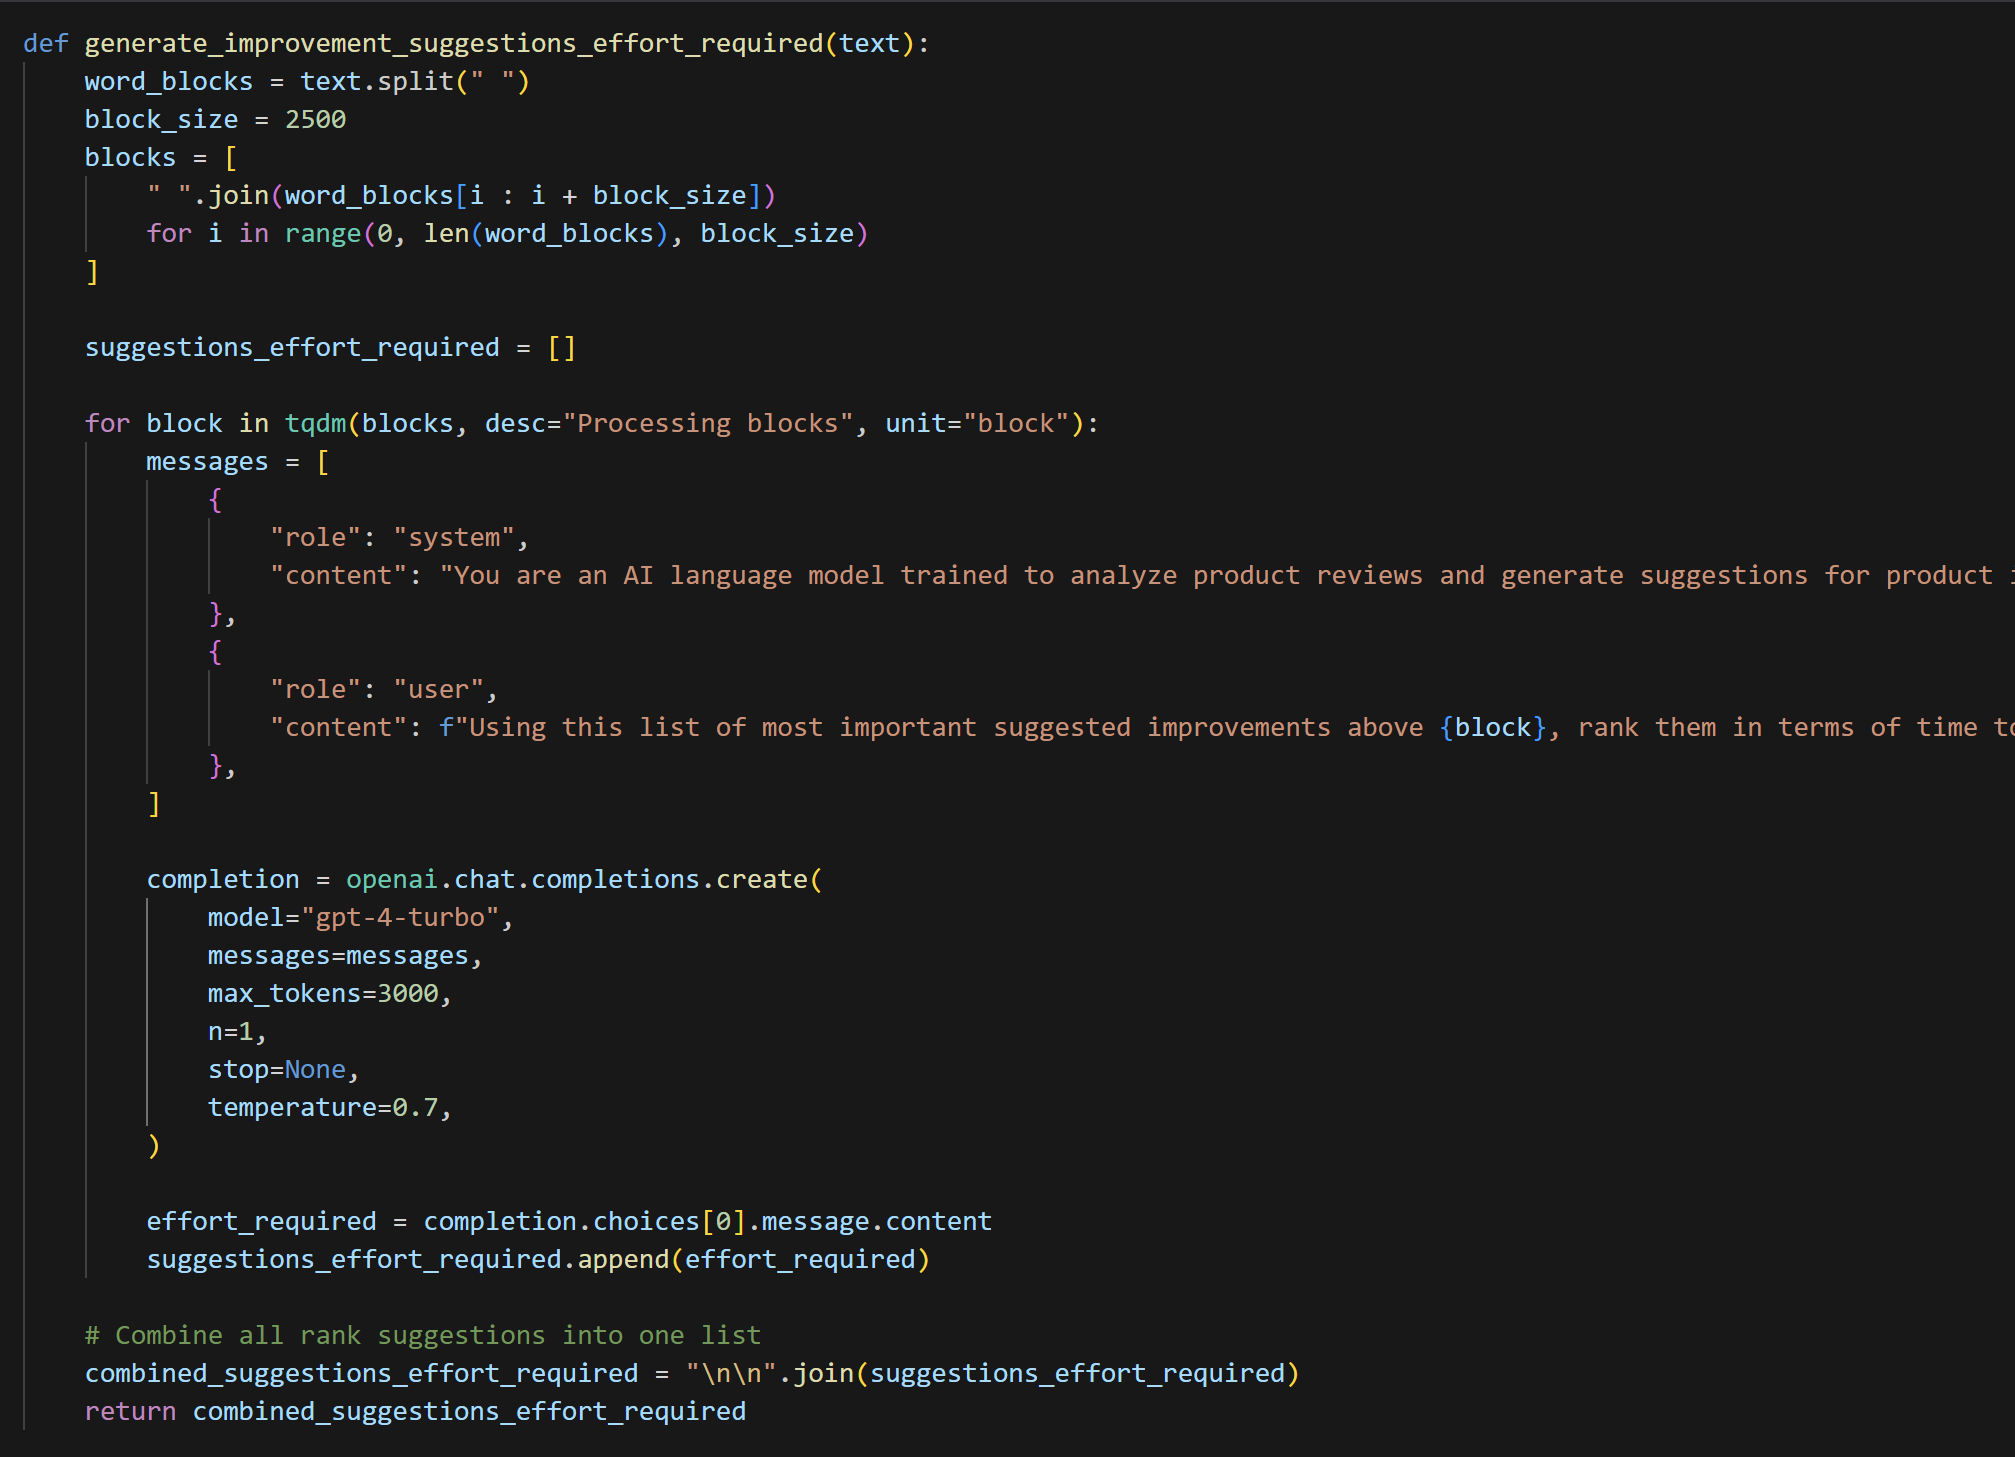 def generate_improvement_suggestions_effort_required(text):
    word_blocks = text.split(" ")
    block_size = 2500
    blocks = [
        " ".join(word_blocks[i : i + block_size])
        for i in range(0, len(word_blocks), block_size)
    ]

    suggestions_effort_required = []

    for block in tqdm(blocks, desc="Processing blocks", unit="block"):
        messages = [
            {
                "role": "system",
                "content": "You are an AI language model trained to analyze product reviews and generate suggestions for product
            },
            {
                "role": "user",
                "content": f"Using this list of most important suggested improvements above {block}, rank them in terms of time to
            },
        ]

        completion = openai.chat.completions.create(
            model="gpt-4-turbo",
            messages=messages,
            max_tokens=3000,
            n=1,
            stop=None,
            temperature=0.7,
        )

        effort_required = completion.choices[0].message.content
        suggestions_effort_required.append(effort_required)

    # Combine all rank suggestions into one list
    combined_suggestions_effort_required = "\n\n".join(suggestions_effort_required)
    return combined_suggestions_effort_required